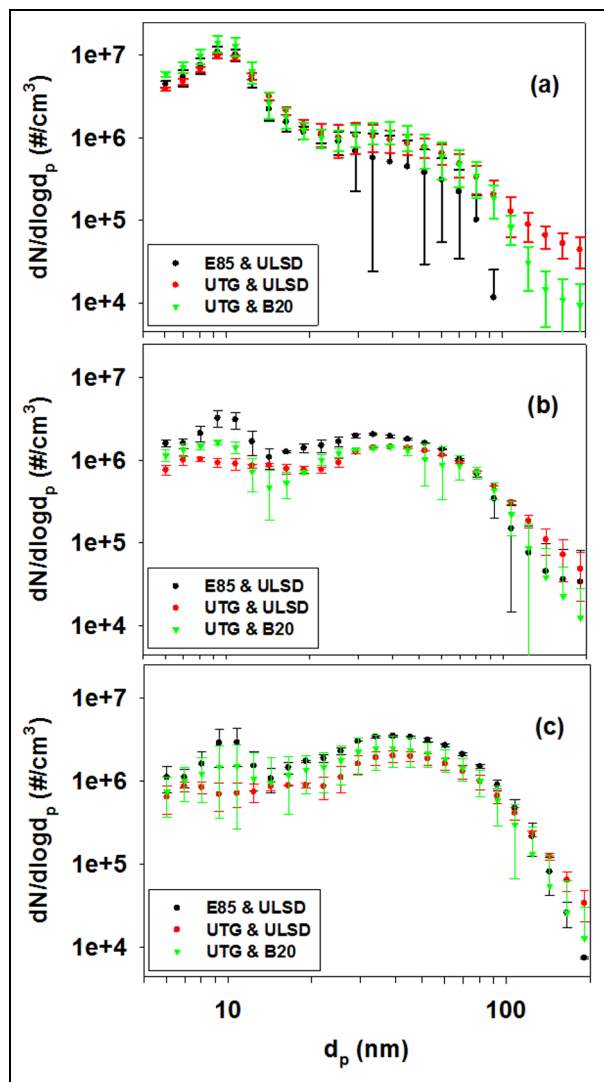 (a)
1e+7
1e+6
1e+5
1e+4
dN/dlogdp (#/cm3)
E85 & ULSD
UTG & ULSD
UTG & B20
(b)
1e+7
1e+6
1e+5
1e+4
dN/dlogdp (#/cm3)
E85 & ULSD
UTG & ULSD
UTG & B20
(c)
1e+7
1e+6
1e+5
1e+4
dN/dlogdp (#/cm3)
E85 & ULSD
UTG & ULSD
UTG & B20
10 100
dp (nm)